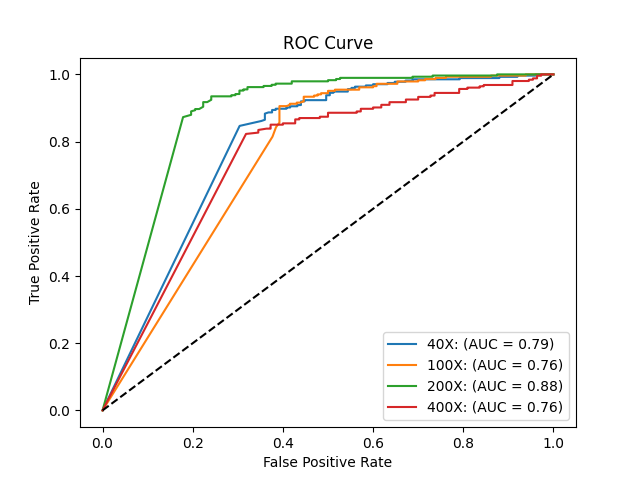 ROC Curve
True Positive Rate
1.0
0.8
0.6
0.4
0.2
0.0
40X: (AUC = 0.79)
100X: (AUC = 0.76)
200X: (AUC = 0.88)
400X: (AUC = 0.76)
0.0 0.2 0.4 0.6 0.8 1.0
False Positive Rate